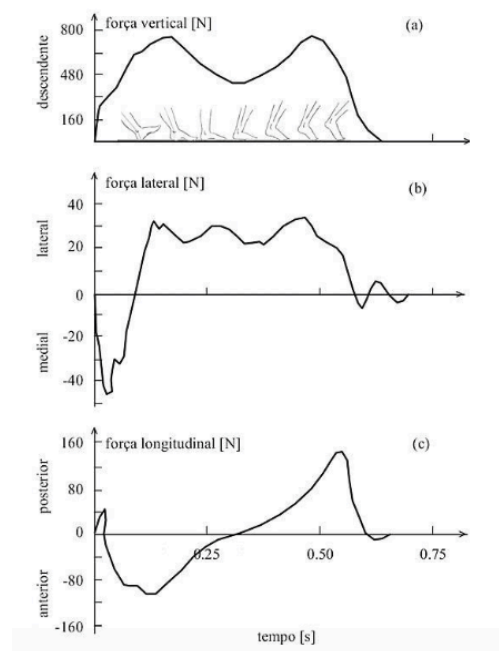 força vertical [N]
(a)
descendente
800
480
160
força lateral [N]
(b)
lateral
medial
40
20
0
-20
-40
força longitudinal [N]
(c)
posterior
anterior
160
80
0
-80
-160
0.25
0.50
0.75
tempo [s]